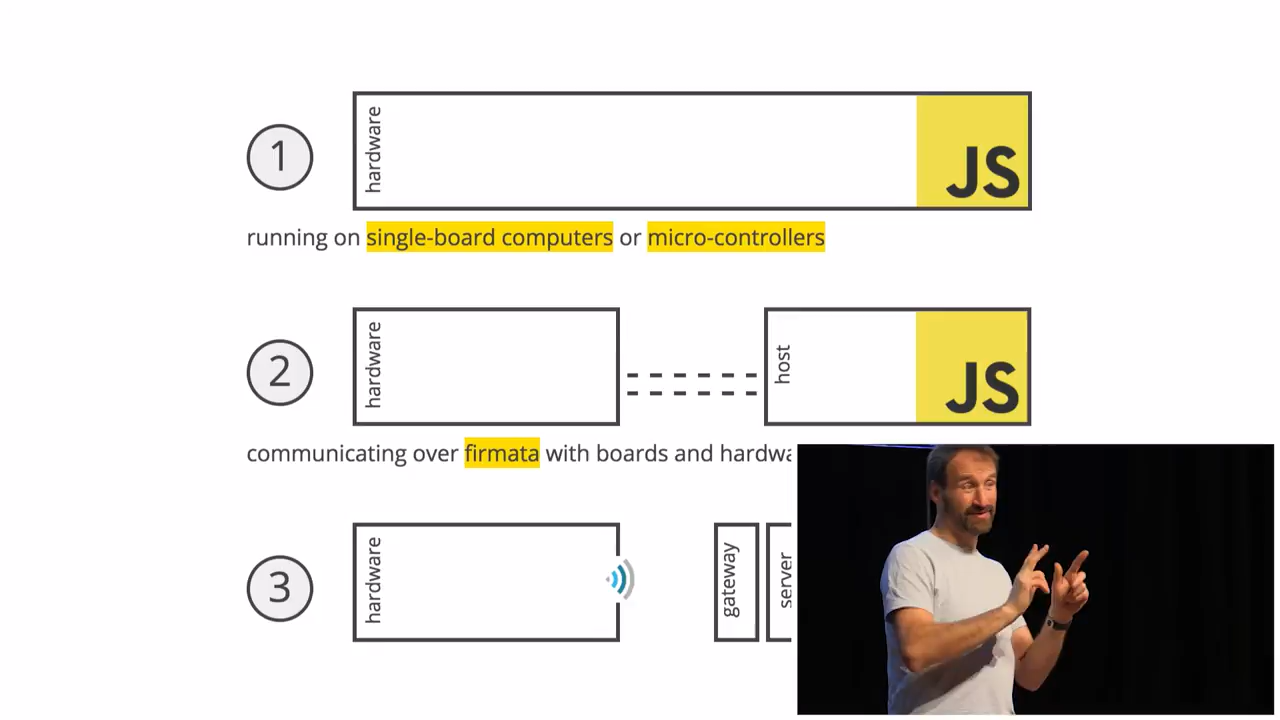 hardware
1
JS
running on single-board computers or micro-controllers
hardware
2
host
JS
communicating over firmata with boards and
hardware
3
gateway
server